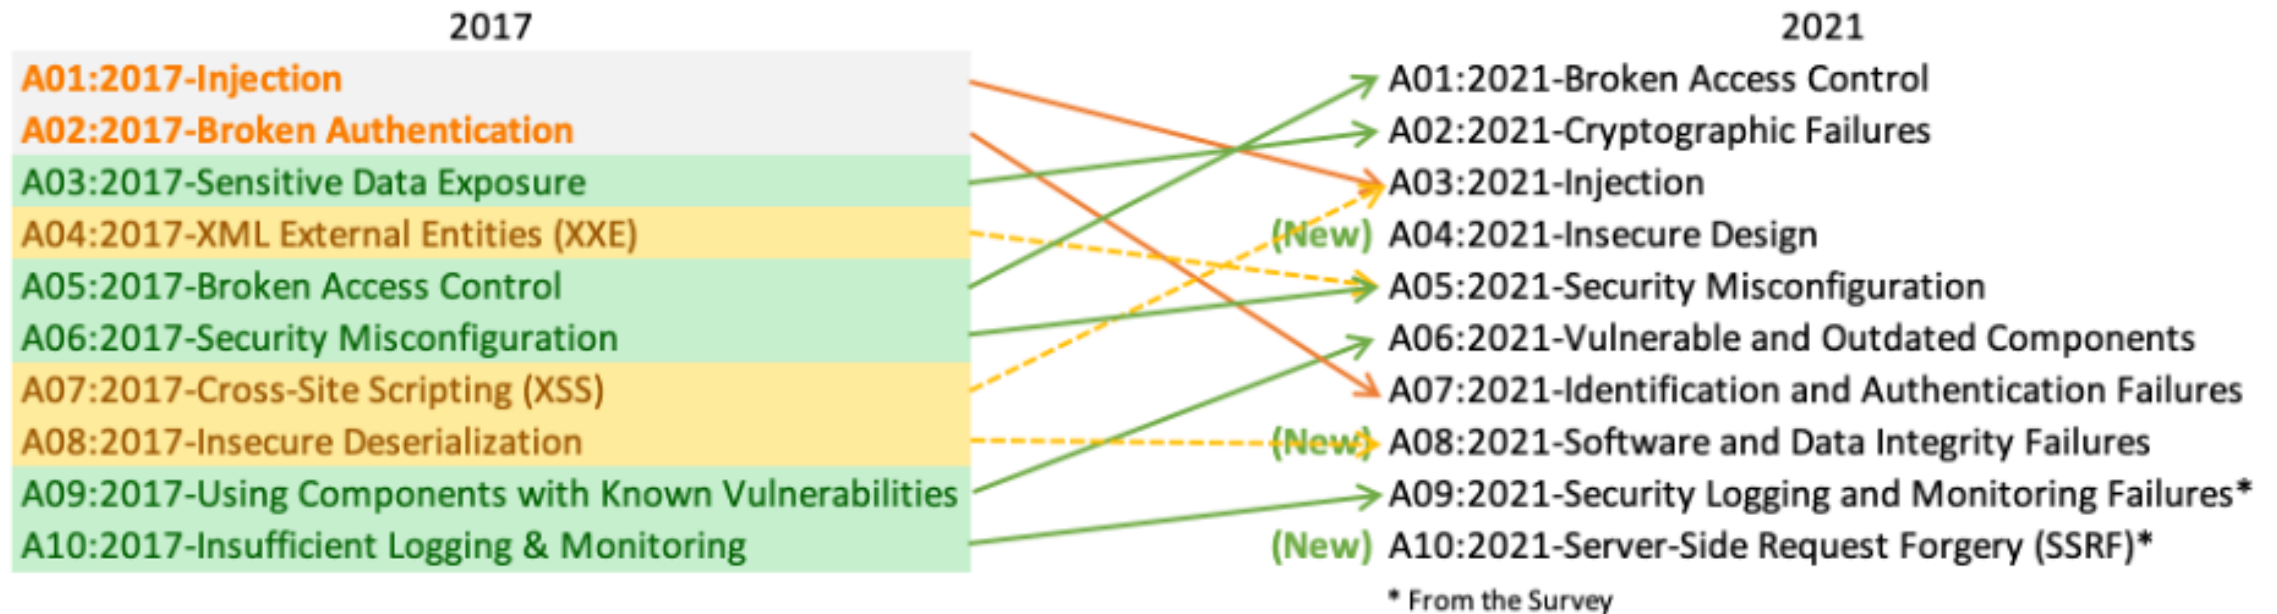 2017
A01:2017-Injection
A02:2017-Broken Authentication
A03:2017-Sensitive Data Exposure
A04:2017-XML External Entities (XXE)
A05:2017-Broken Access Control
A06:2017-Security Misconfiguration
A07:2017-Cross-Site Scripting (XSS)
A08:2017-Insecure Deserialization
A09:2017-Using Components with Known Vulnerabilities
A10:2017-Insufficient Logging & Monitoring
2021
A01:2021-Broken Access Control
A02:2021-Cryptographic Failures
A03:2021-Injection
(New) A04:2021-Insecure Design
A05:2021-Security Misconfiguration
A06:2021-Vulnerable and Outdated Components
A07:2021-Identification and Authentication Failures
(New) A08:2021-Software and Data Integrity Failures
A09:2021-Security Logging and Monitoring Failures*
(New) A10:2021-Server-Side Request Forgery (SSRF)*
* From the Survey